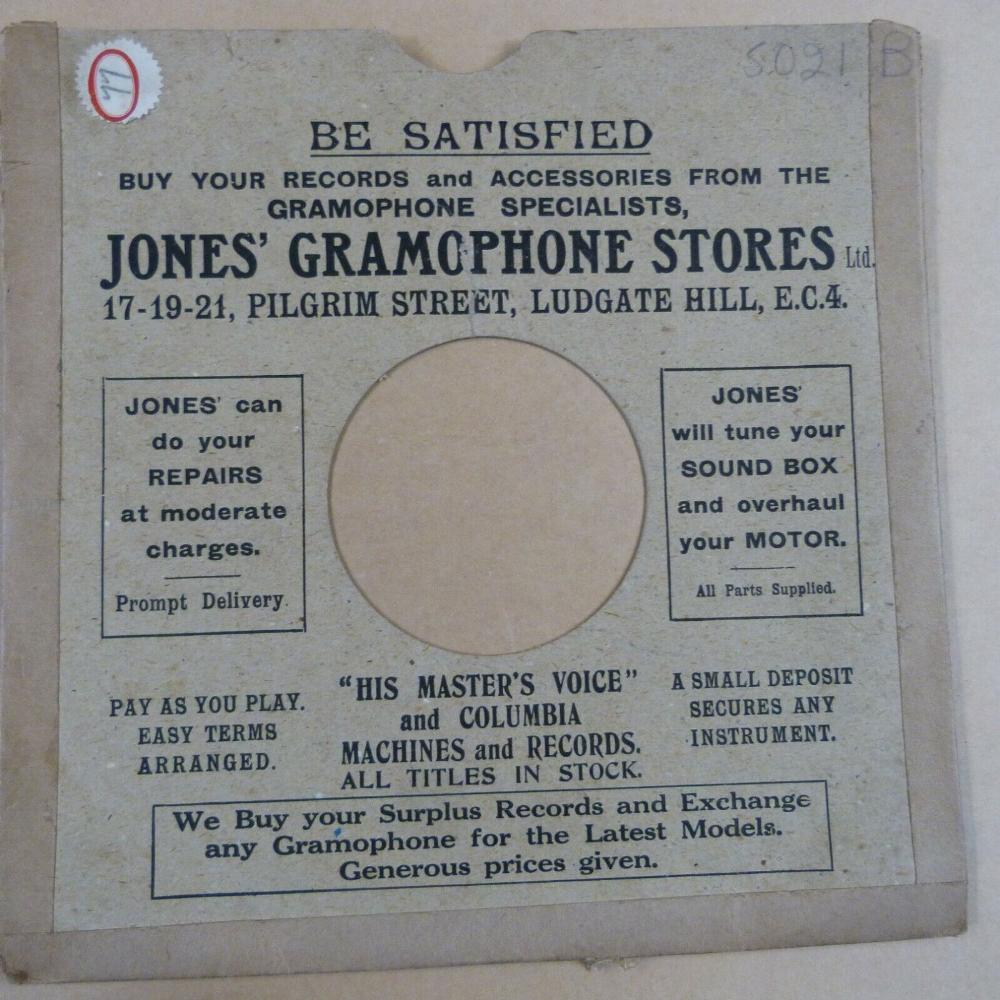 5021 B
BE SATISFIED
BUY YOUR RECORDS and ACCESSORIES FROM THE
GRAMOPHONE SPECIALISTS,
JONES' GRAMOPHONE STORES Ltd.
17-19-21, PILGRIM STREET, LUDGATE HILL, E.C.4.
JONES' can
do your
REPAIRS
at moderate
charges.
Prompt Delivery
JONES'
will tune your
SOUND BOX
and overhaul
your MOTOR.
All Parts Supplied.
PAY AS YOU PLAY.
EASY TERMS
ARRANGED.
"HIS MASTER'S VOICE"
and COLUMBIA
MACHINES and RECORDS.
ALL TITLES IN STOCK.
A SMALL DEPOSIT
SECURES ANY
INSTRUMENT.
We Buy your Surplus Records and Exchange
any Gramophone for the Latest Models.
Generous prices given.